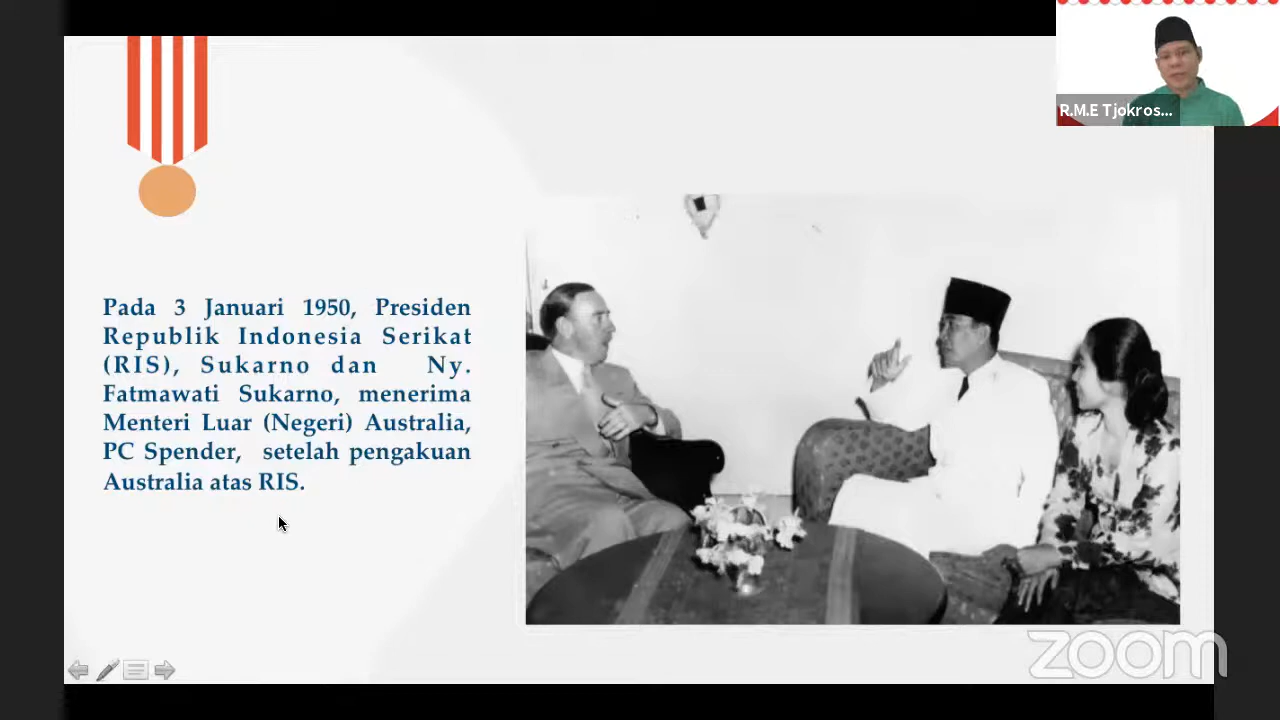 R.M.E Tjokros...
Pada 3 Januari 1950, Presiden
Republik Indonesia Serikat
(RIS), Sukarno dan Ny.
Fatmawati Sukarno, menerima
Menteri Luar (Negeri) Australia,
PC Spender, setelah pengakuan
Australia atas RIS.
zoom